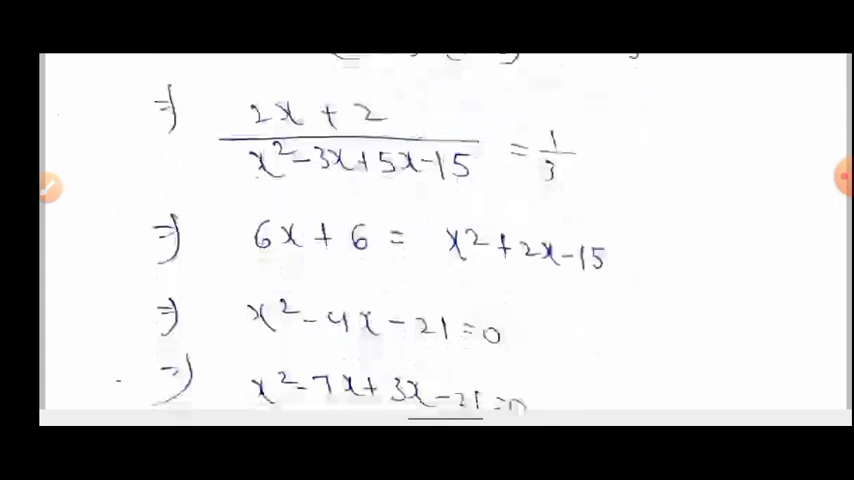 ⇒ 2x + 2 / x² - 3x + 5x - 15 = 1/3
⇒ 6x + 6 = x² + 2x - 15
⇒ x² - 4x - 21 = 0
⇒ x² - 7x + 3x - 21 = 0